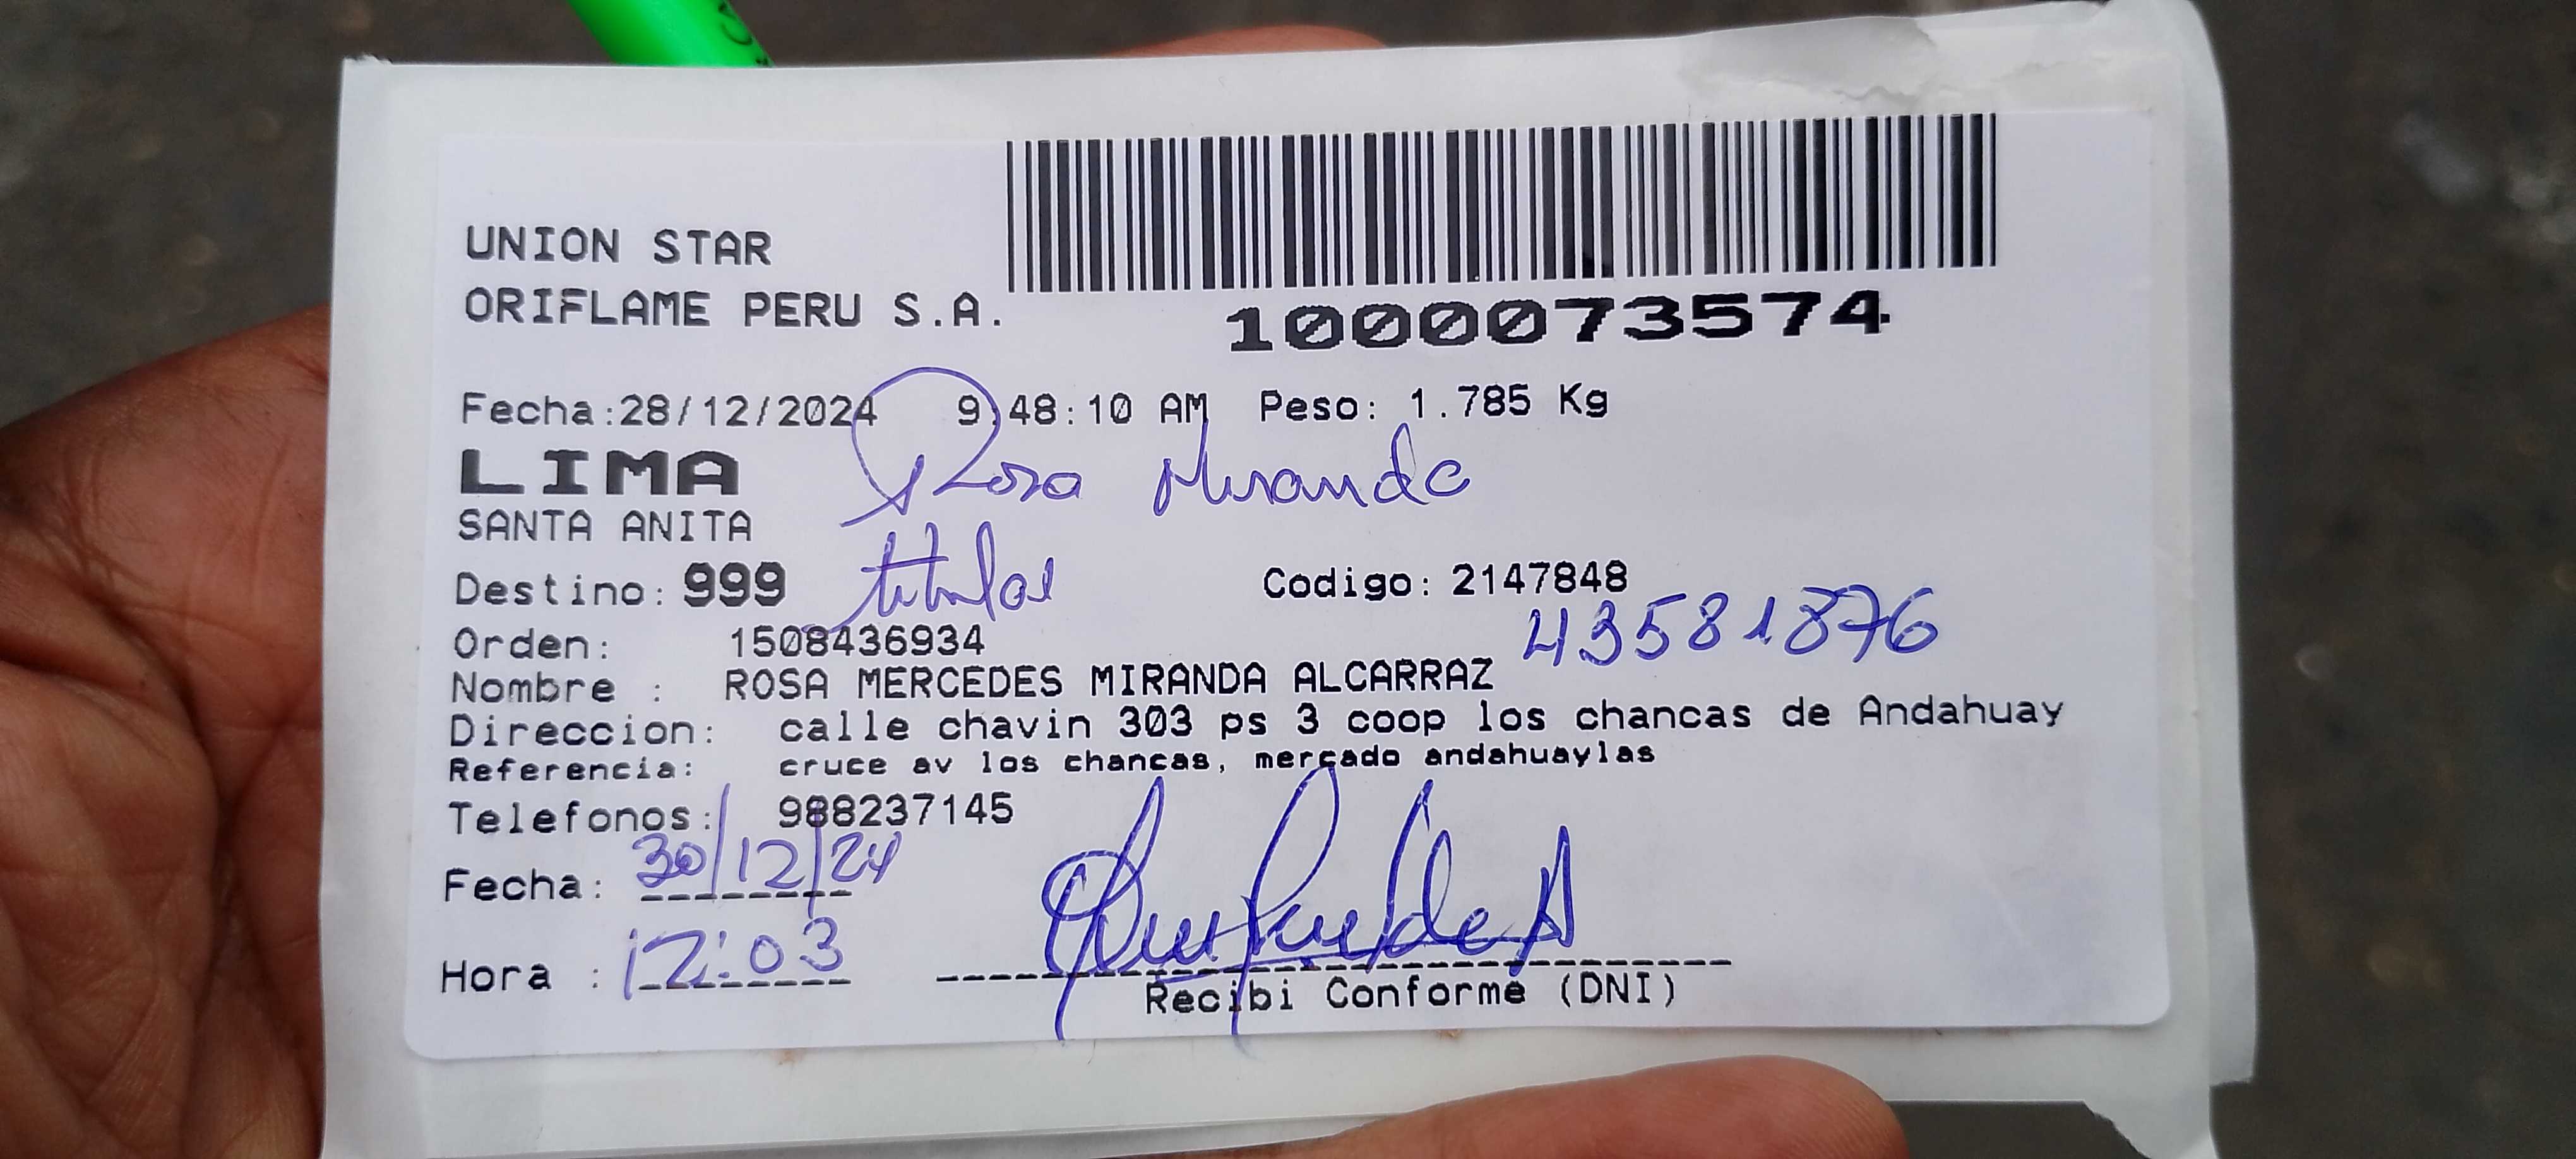 UNION STAR
ORIFLAME PERU S.A.
1000073574
Fecha:28/12/2024 9:48:10 AM Peso: 1.785 Kg
LIMA
Rosa Miranda
SANTA ANITA
Destino: 999 titular Codigo: 2147848
43581876
Orden: 1508436934
Nombre : ROSA MERCEDES MIRANDA ALCARRAZ
Direccion: calle chavin 303 ps 3 coop los chancas de Andahuay
Referencia: cruce av los chancas, mercado andahuaylas
Telefonos: 988237145
Fecha: 30/12/24
Hora : 12:03
Recibi Conforme (DNI)